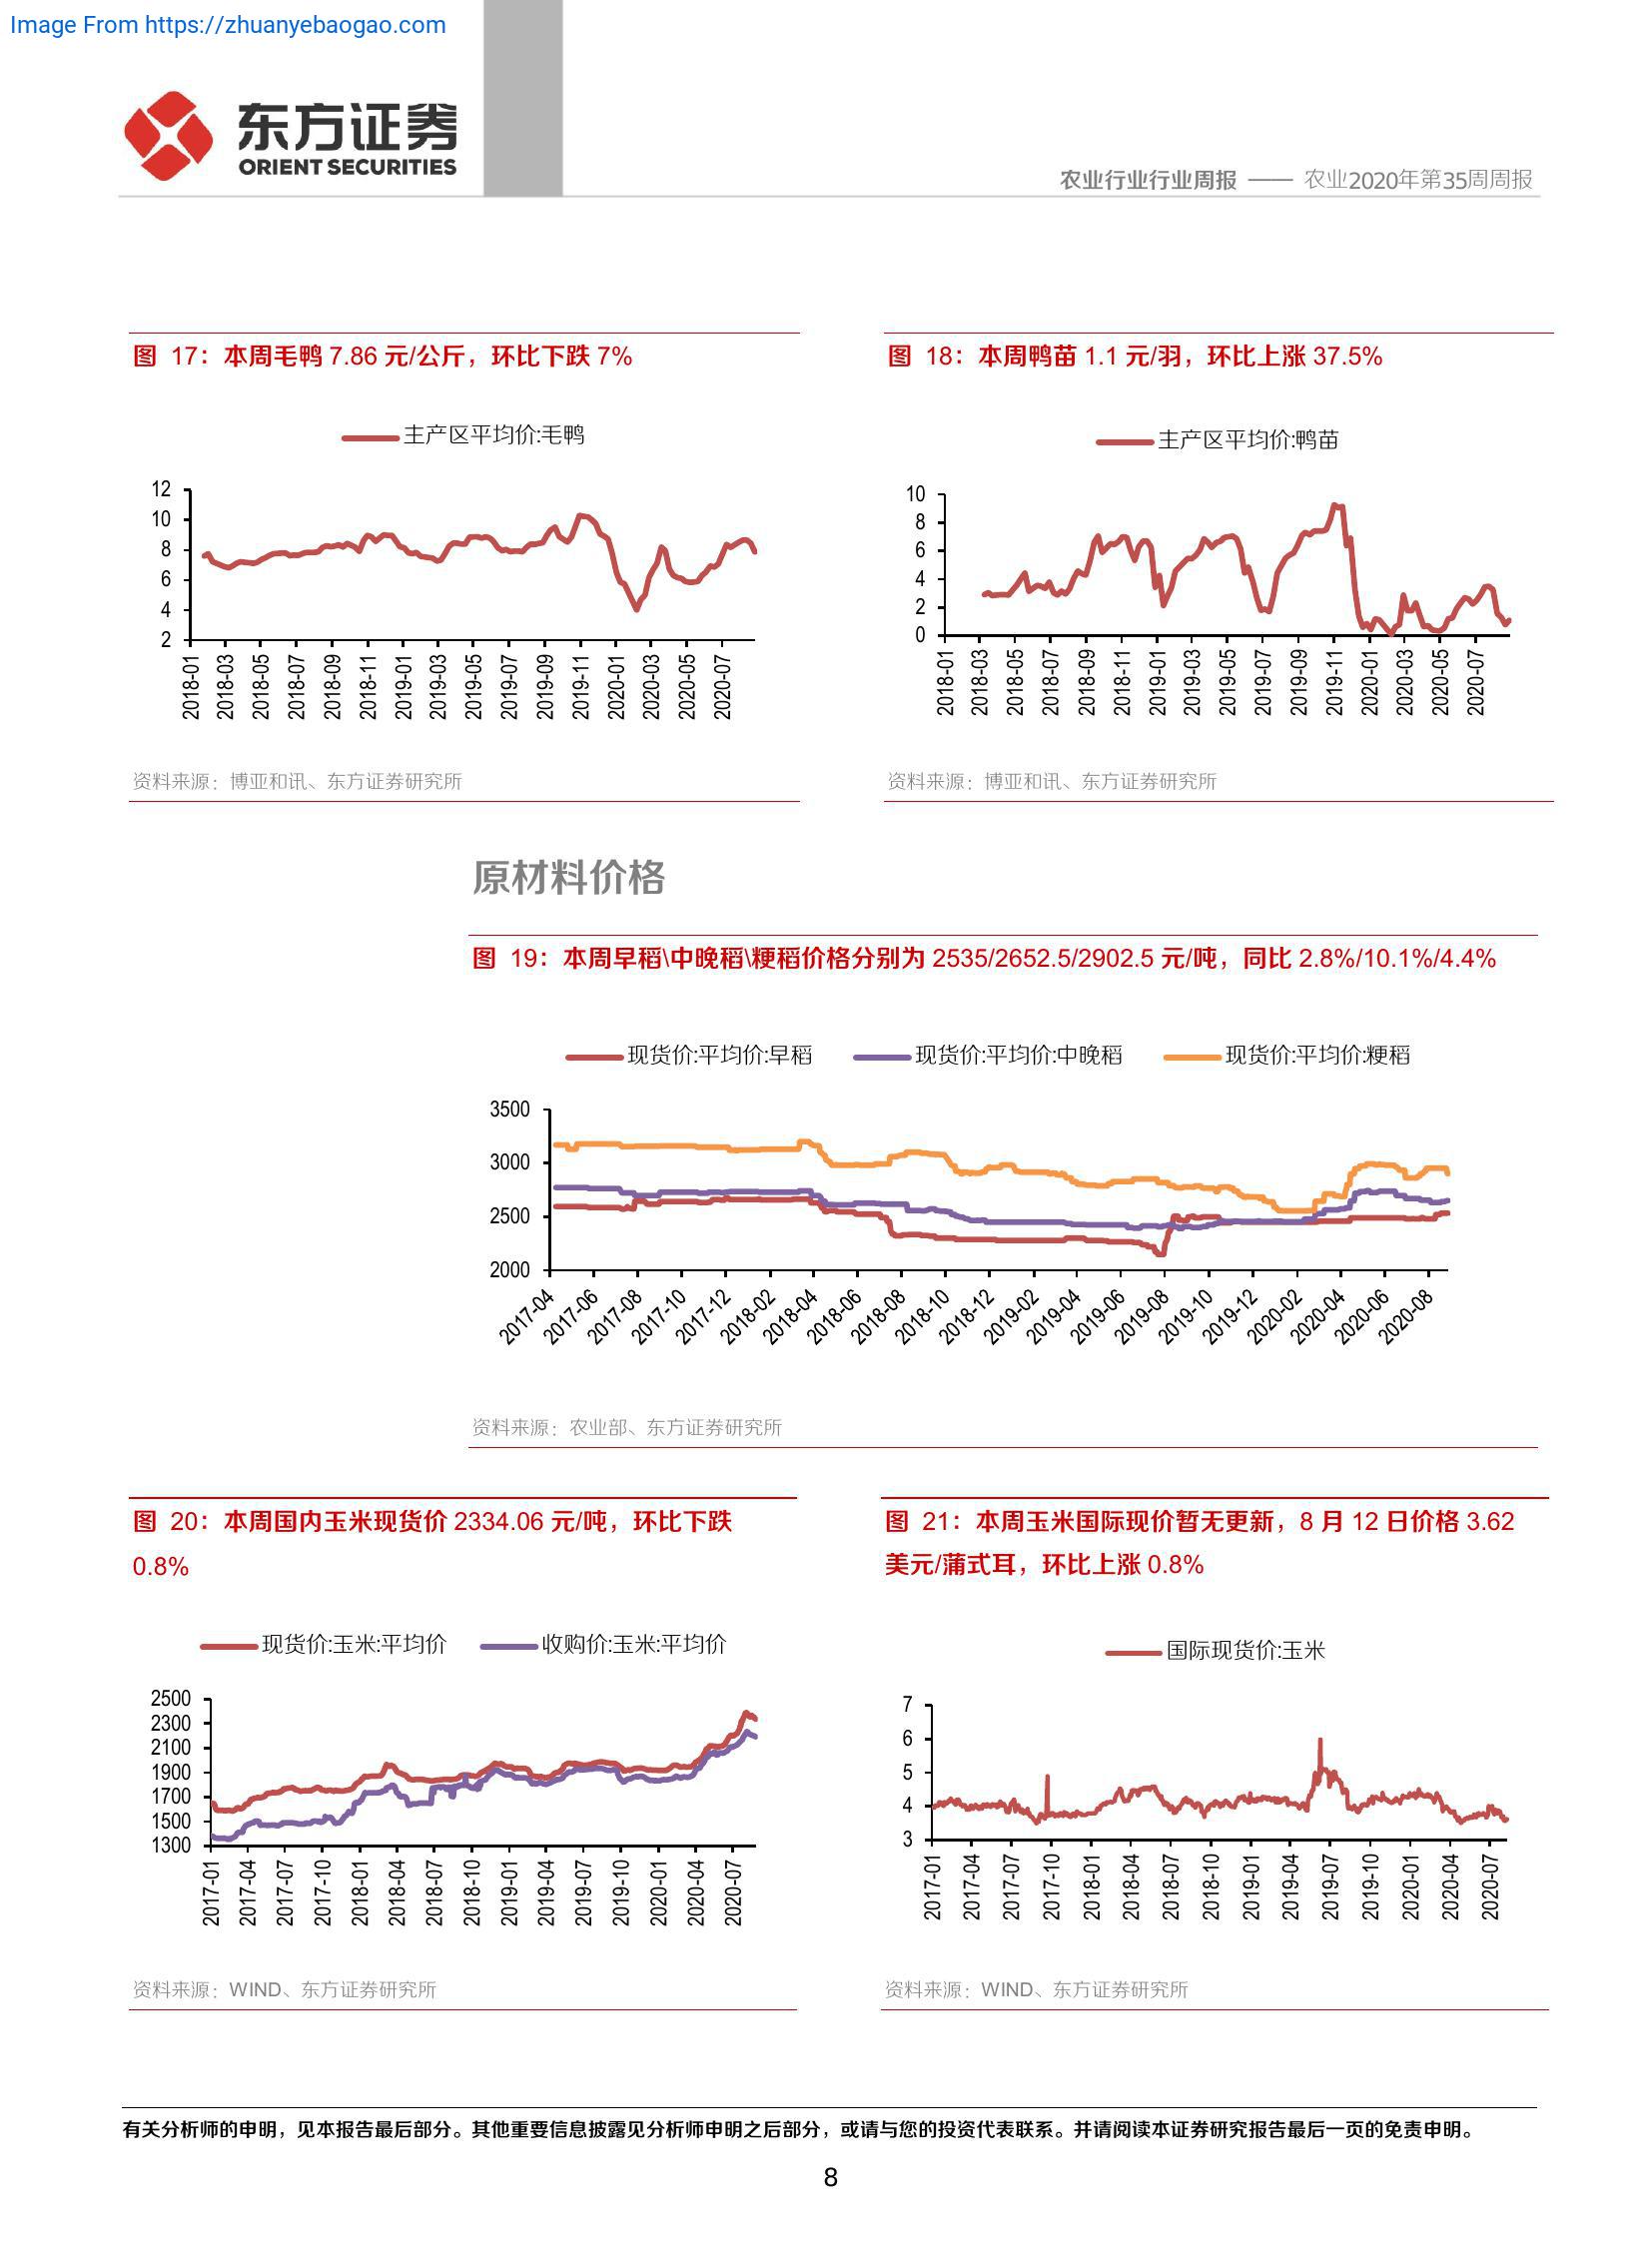 Image From https://zhuanyebaogao.com
东方证券
ORIENT SECURITIES
农业行业行业周报 —— 农业2020年第35周周报
图 17：本周毛鸭 7.86 元/公斤，环比下跌 7%
主产区平均价:毛鸭
12
10
8
6
4
2
2018-01 2018-03 2018-05 2018-07 2018-09 2018-11 2019-01 2019-03 2019-05 2019-07 2019-09 2019-11 2020-01 2020-03 2020-05 2020-07
资料来源：博亚和讯、东方证券研究所
图 18：本周鸭苗 1.1 元/羽，环比上涨 37.5%
主产区平均价:鸭苗
10
8
6
4
2
0
2018-01 2018-03 2018-05 2018-07 2018-09 2018-11 2019-01 2019-03 2019-05 2019-07 2019-09 2019-11 2020-01 2020-03 2020-05 2020-07
资料来源：博亚和讯、东方证券研究所
原材料价格
图 19：本周早稻\中晚稻\粳稻价格分别为 2535/2652.5/2902.5 元/吨，同比 2.8%/10.1%/4.4%
现货价:平均价:早稻 现货价:平均价:中晚稻 现货价:平均价:粳稻
3500
3000
2500
2000
2017-04 2017-06 2017-08 2017-10 2017-12 2018-02 2018-04 2018-06 2018-08 2018-10 2018-12 2019-02 2019-04 2019-06 2019-08 2019-10 2019-12 2020-02 2020-04 2020-06 2020-08
资料来源：农业部、东方证券研究所
图 20：本周国内玉米现货价 2334.06 元/吨，环比下跌
0.8%
现货价:玉米:平均价 收购价:玉米:平均价
2500
2300
2100
1900
1700
1500
1300
2017-01 2017-04 2017-07 2017-10 2018-01 2018-04 2018-07 2018-10 2019-01 2019-04 2019-07 2019-10 2020-01 2020-04 2020-07
资料来源：WIND、东方证券研究所
图 21：本周玉米国际现价暂无更新，8 月 12 日价格 3.62
美元/蒲式耳，环比上涨 0.8%
国际现货价:玉米
7
6
5
4
3
2017-01 2017-04 2017-07 2017-10 2018-01 2018-04 2018-07 2018-10 2019-01 2019-04 2019-07 2019-10 2020-01 2020-04 2020-07
资料来源：WIND、东方证券研究所
有关分析师的申明，见本报告最后部分。其他重要信息披露见分析师申明之后部分，或请与您的投资代表联系。并请阅读本证券研究报告最后一页的免责申明。
8